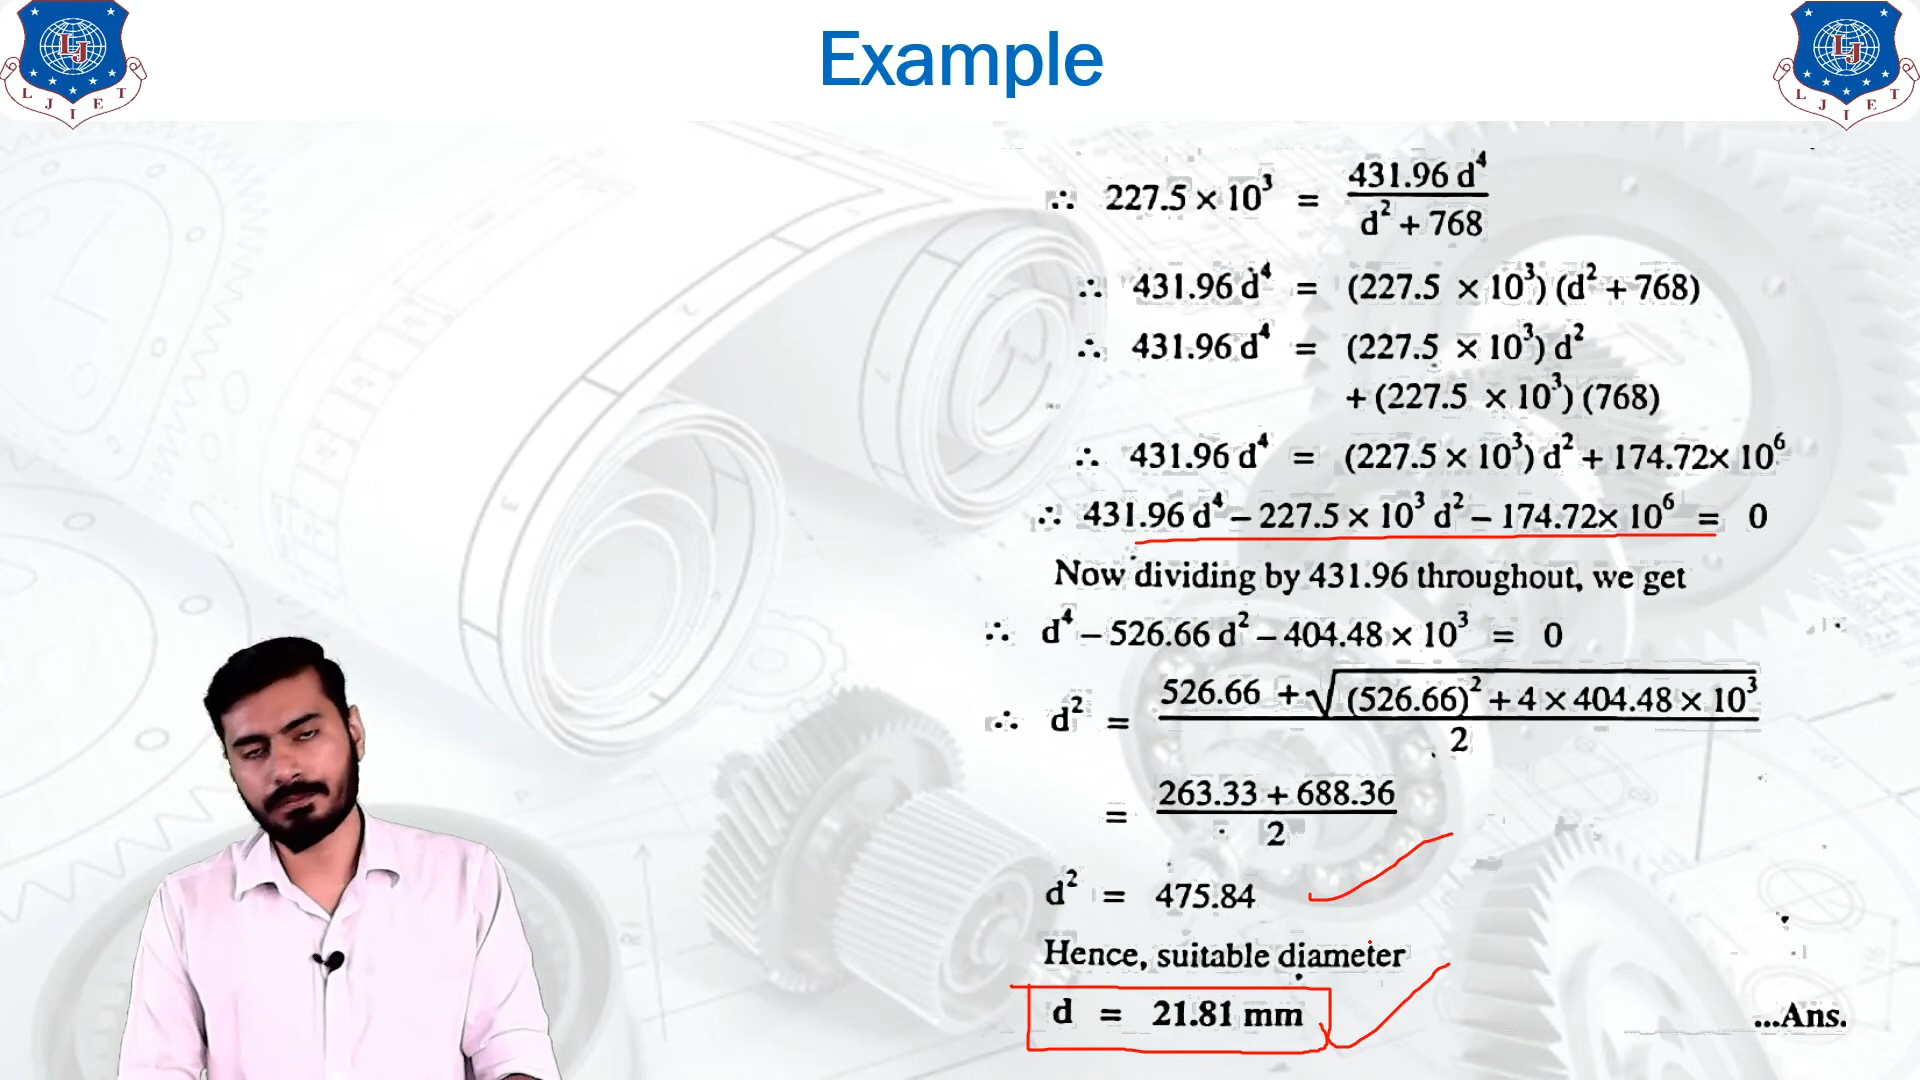 Example
LJ
LJ
L J I E T
L J I E T
∴ 227.5 × 10³ = 431.96 d⁴ / d² + 768
∴ 431.96 d⁴ = (227.5 × 10³) (d² + 768)
∴ 431.96 d⁴ = (227.5 × 10³) d²
+ (227.5 × 10³) (768)
∴ 431.96 d⁴ = (227.5 × 10³) d² + 174.72× 10⁶
∴ 431.96 d⁴ – 227.5 × 10³ d² – 174.72× 10⁶ = 0
Now dividing by 431.96 throughout, we get
∴ d⁴ – 526.66 d² – 404.48 × 10³ = 0
∴ d² = 526.66 + √(526.66)² + 4 × 404.48 × 10³ / 2
= 263.33 + 688.36 / 2
d² = 475.84
Hence, suitable diameter
d = 21.81 mm ...Ans.